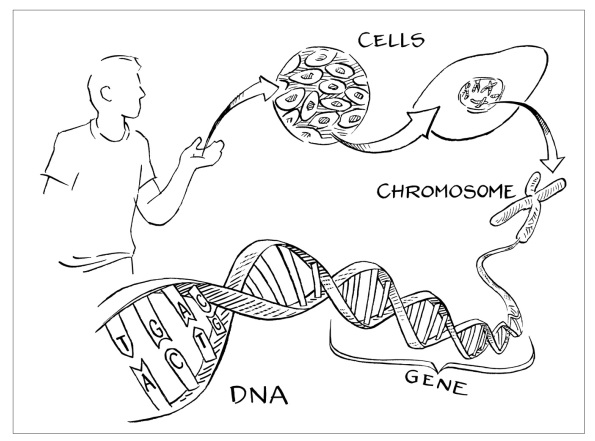 CELLS
CHROMOSOME
T G A C
A C T G
GENE
DNA